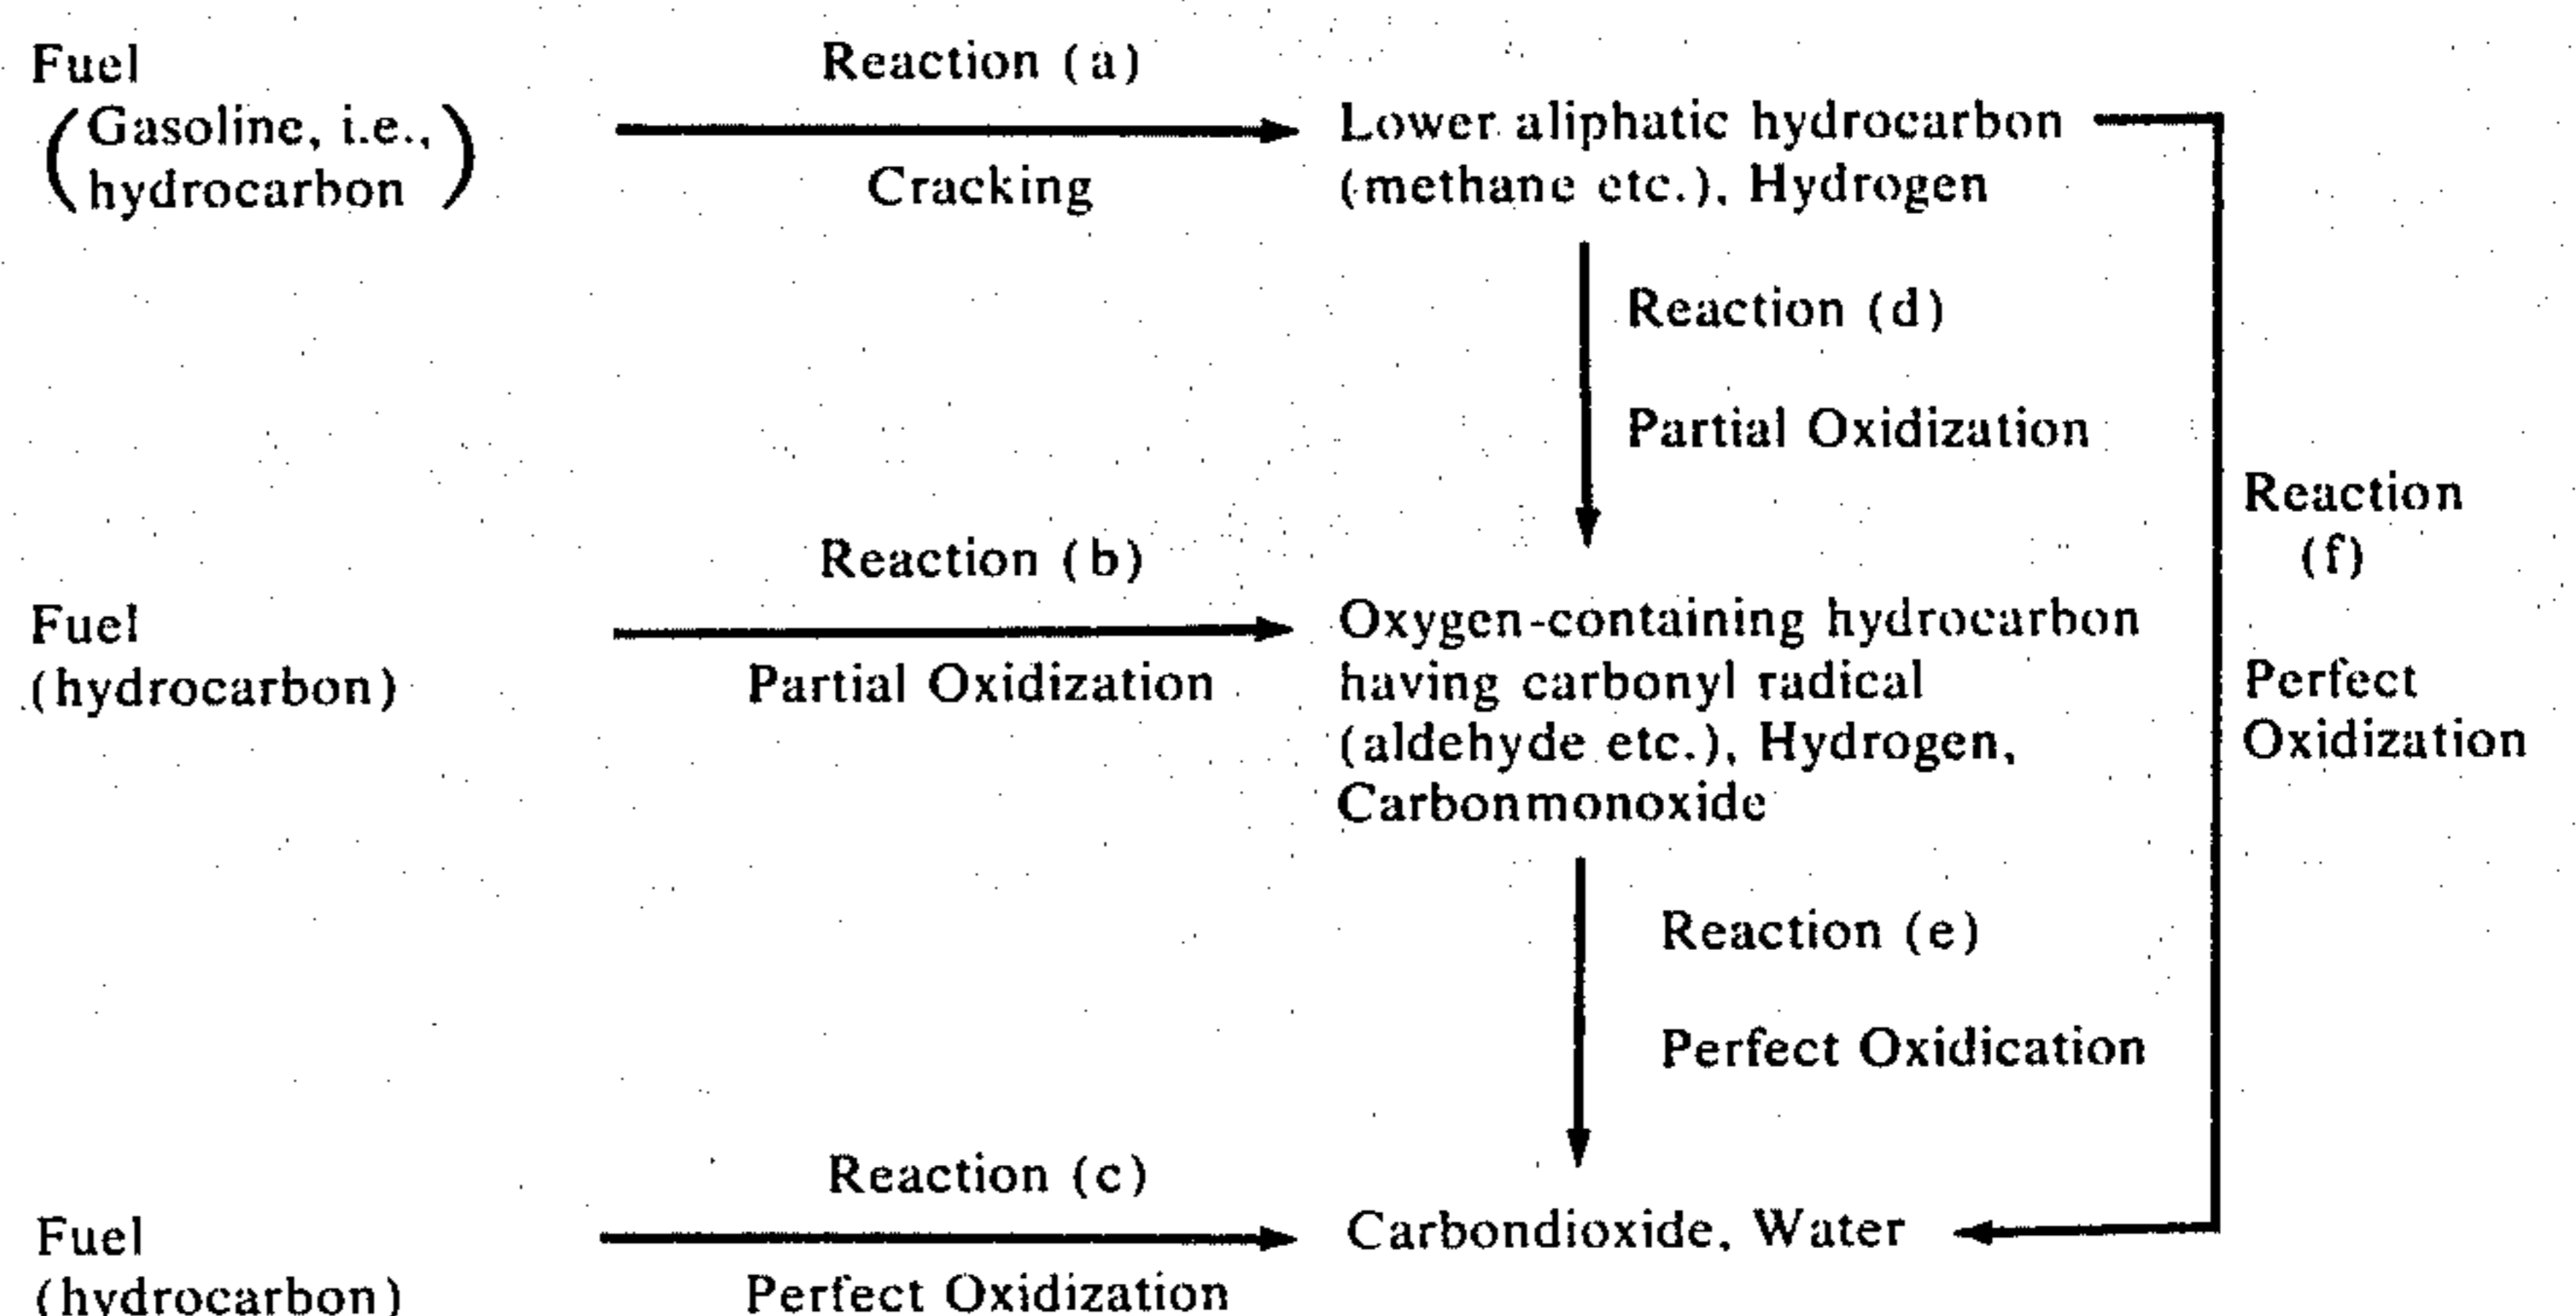 Fuel
(Gasoline, i.e.,
hydrocarbon)
Reaction (a)
Cracking
Lower aliphatic hydrocarbon
(methane etc.), Hydrogen
Reaction (d)
Partial Oxidization
Reaction
(f)
Perfect
Oxidization
Fuel
(hydrocarbon)
Reaction (b)
Partial Oxidization
Oxygen-containing hydrocarbon
having carbonyl radical
(aldehyde etc.), Hydrogen,
Carbonmonoxide
Reaction (e)
Perfect Oxidication
Fuel
(hydrocarbon)
Reaction (c)
Perfect Oxidization
Carbondioxide, Water